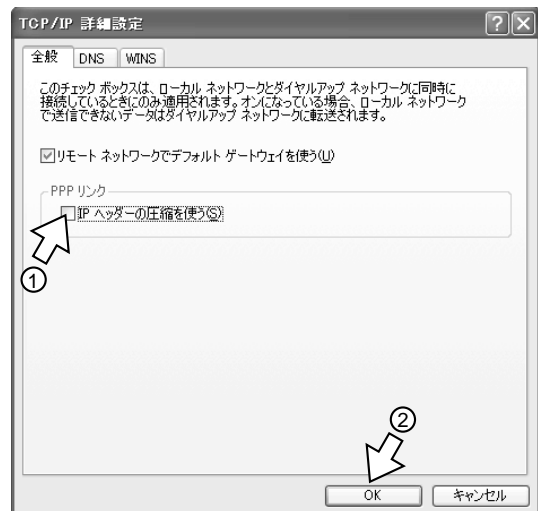 TCP/IP 詳細設定
全般 DNS WINS
このチェック ボックスは、ローカル ネットワークとダイヤルアップ ネットワークに同時に
接続しているときにのみ適用されます。オンになっている場合、ローカル ネットワーク
で送信できないデータはダイヤルアップ ネットワークに転送されます。
リモート ネットワークでデフォルト ゲートウェイを使う(U)
PPP リンク
IP ヘッダーの圧縮を使う(S)
①
②
OK キャンセル